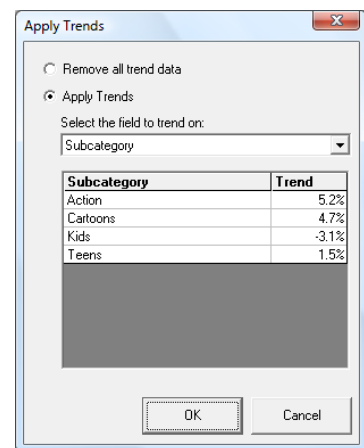 Apply Trends
Remove all trend data
Apply Trends
Select the field to trend on:
Subcategory
Subcategory Trend
Action 5.2%
Cartoons 4.7%
Kids -3.1%
Teens 1.5%
OK Cancel